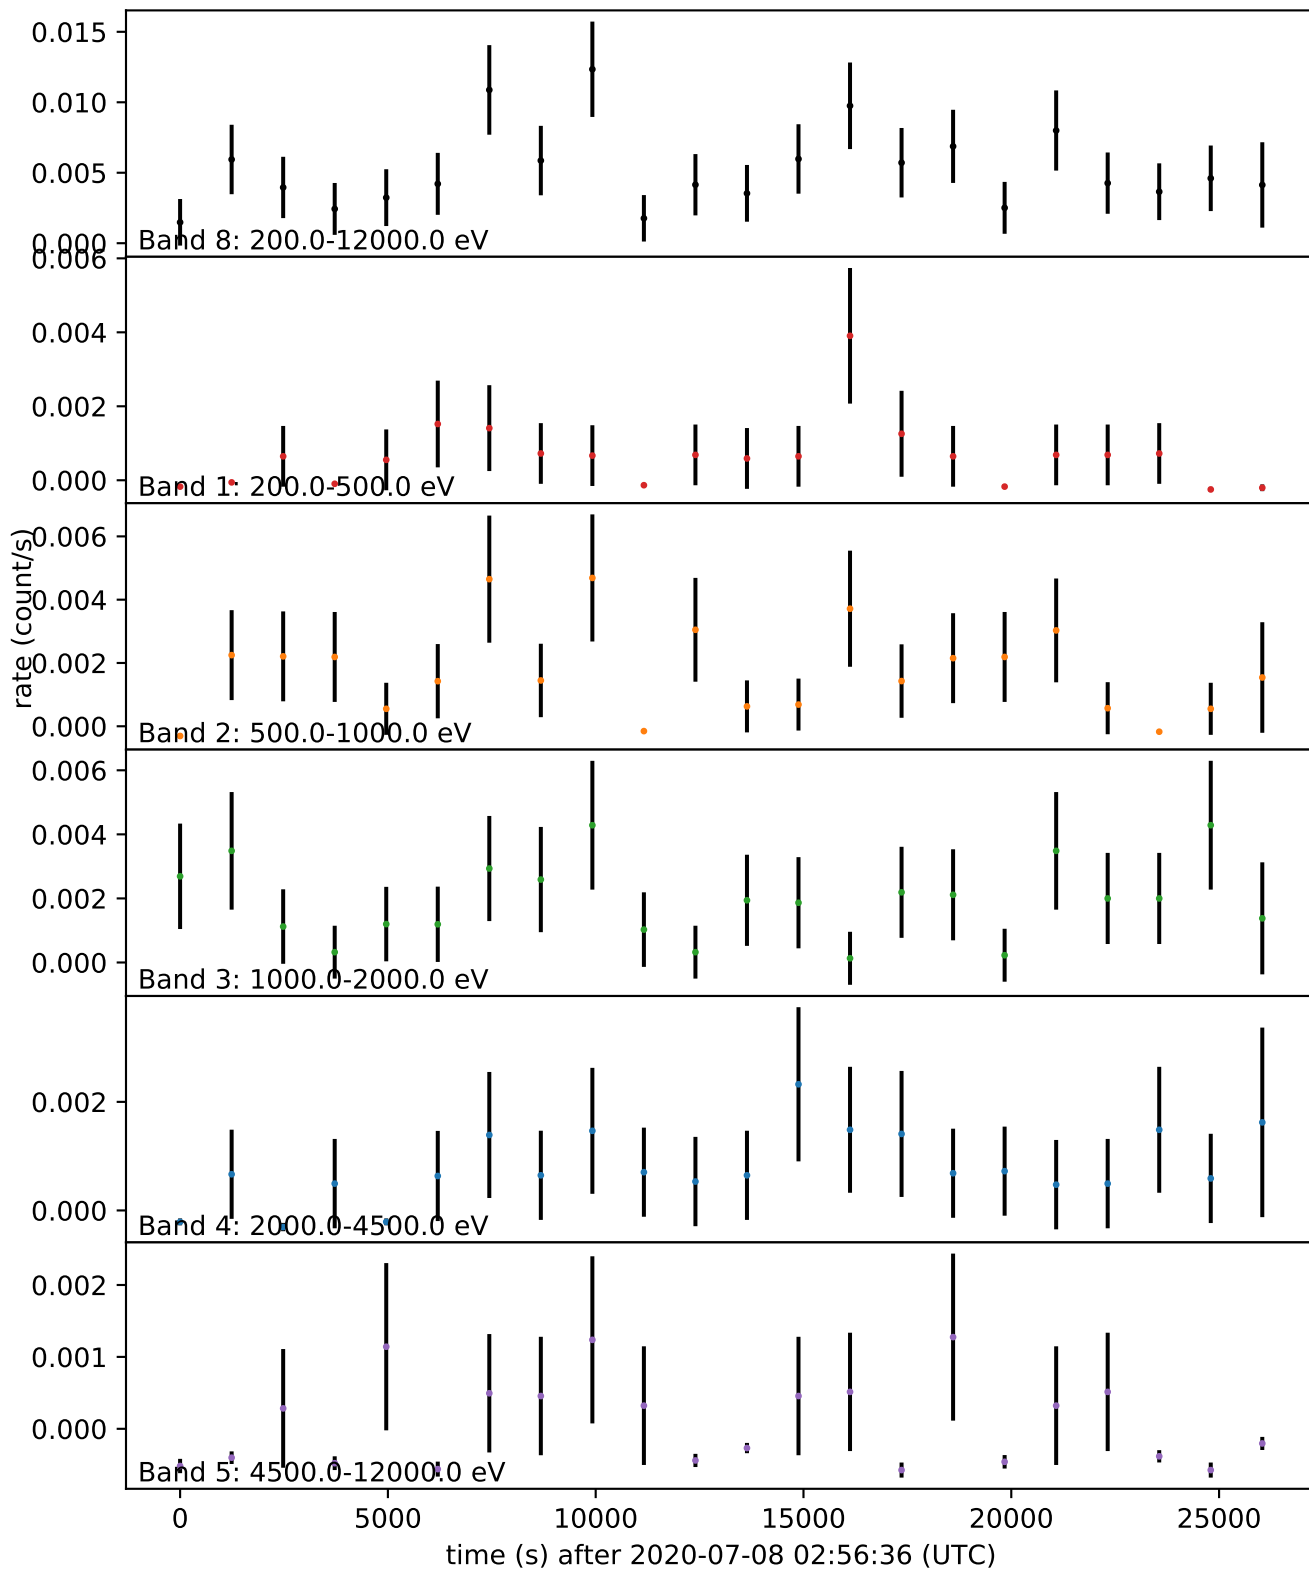 0.015
0.010
0.005
0.000
Band 8: 200.0-12000.0 eV
0.006
0.004
0.002
0.000
Band 1: 200.0-500.0 eV
rate (count/s)
0.006
0.004
0.002
0.000
Band 2: 500.0-1000.0 eV
0.006
0.004
0.002
0.000
Band 3: 1000.0-2000.0 eV
0.002
0.000
Band 4: 2000.0-4500.0 eV
0.002
0.001
0.000
Band 5: 4500.0-12000.0 eV
0 5000 10000 15000 20000 25000
time (s) after 2020-07-08 02:56:36 (UTC)